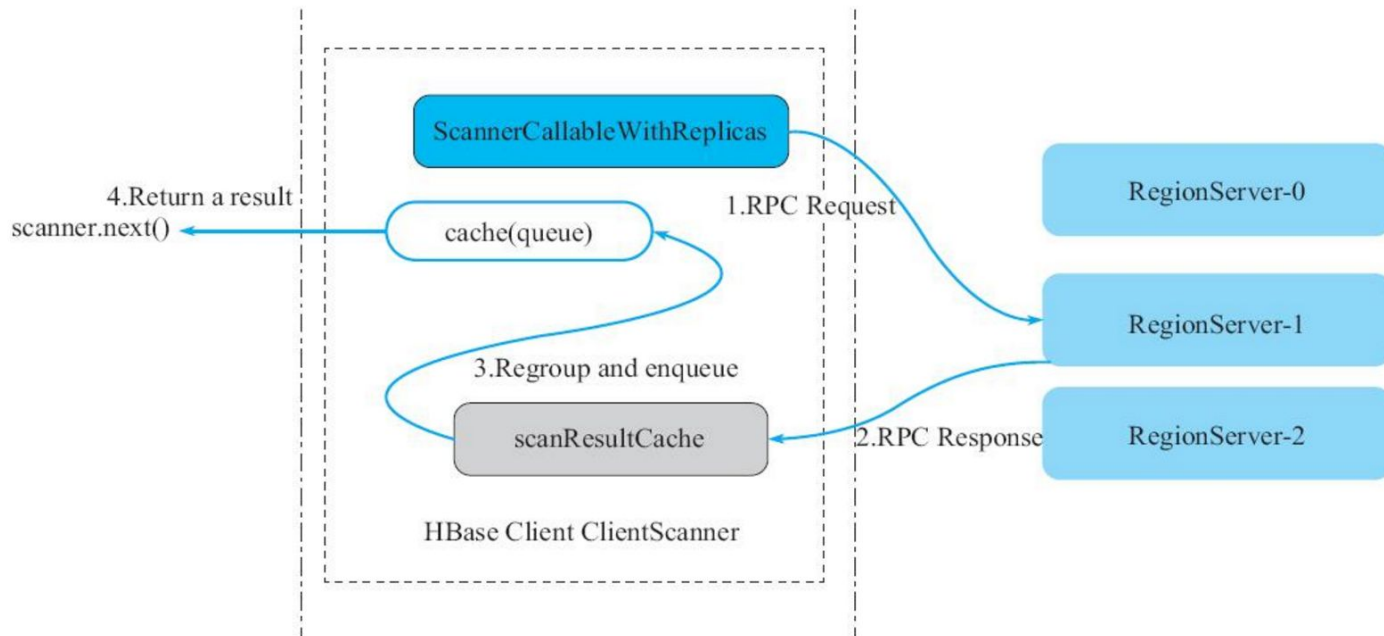 ScannerCallableWithReplicas
4.Return a result
scanner.next()
cache(queue)
1.RPC Request
RegionServer-0
RegionServer-1
3.Regroup and enqueue
scanResultCache
2.RPC Response
RegionServer-2
HBase Client ClientScanner